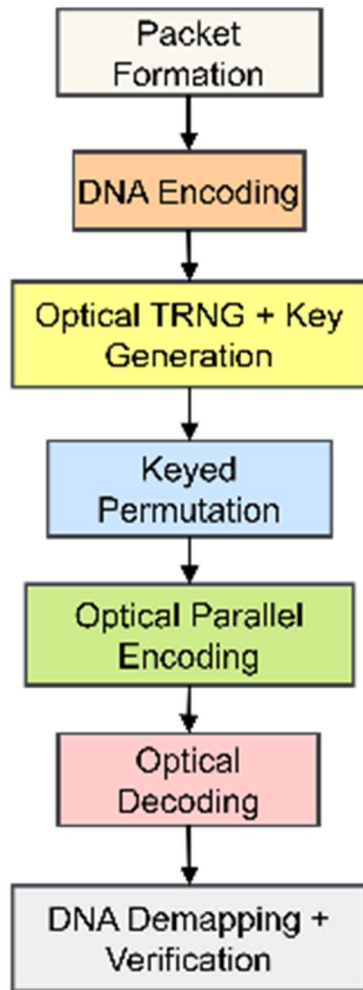 Packet
Formation
DNA Encoding
Optical TRNG + Key
Generation
Keyed
Permutation
Optical Parallel
Encoding
Optical
Decoding
DNA Demapping +
Verification